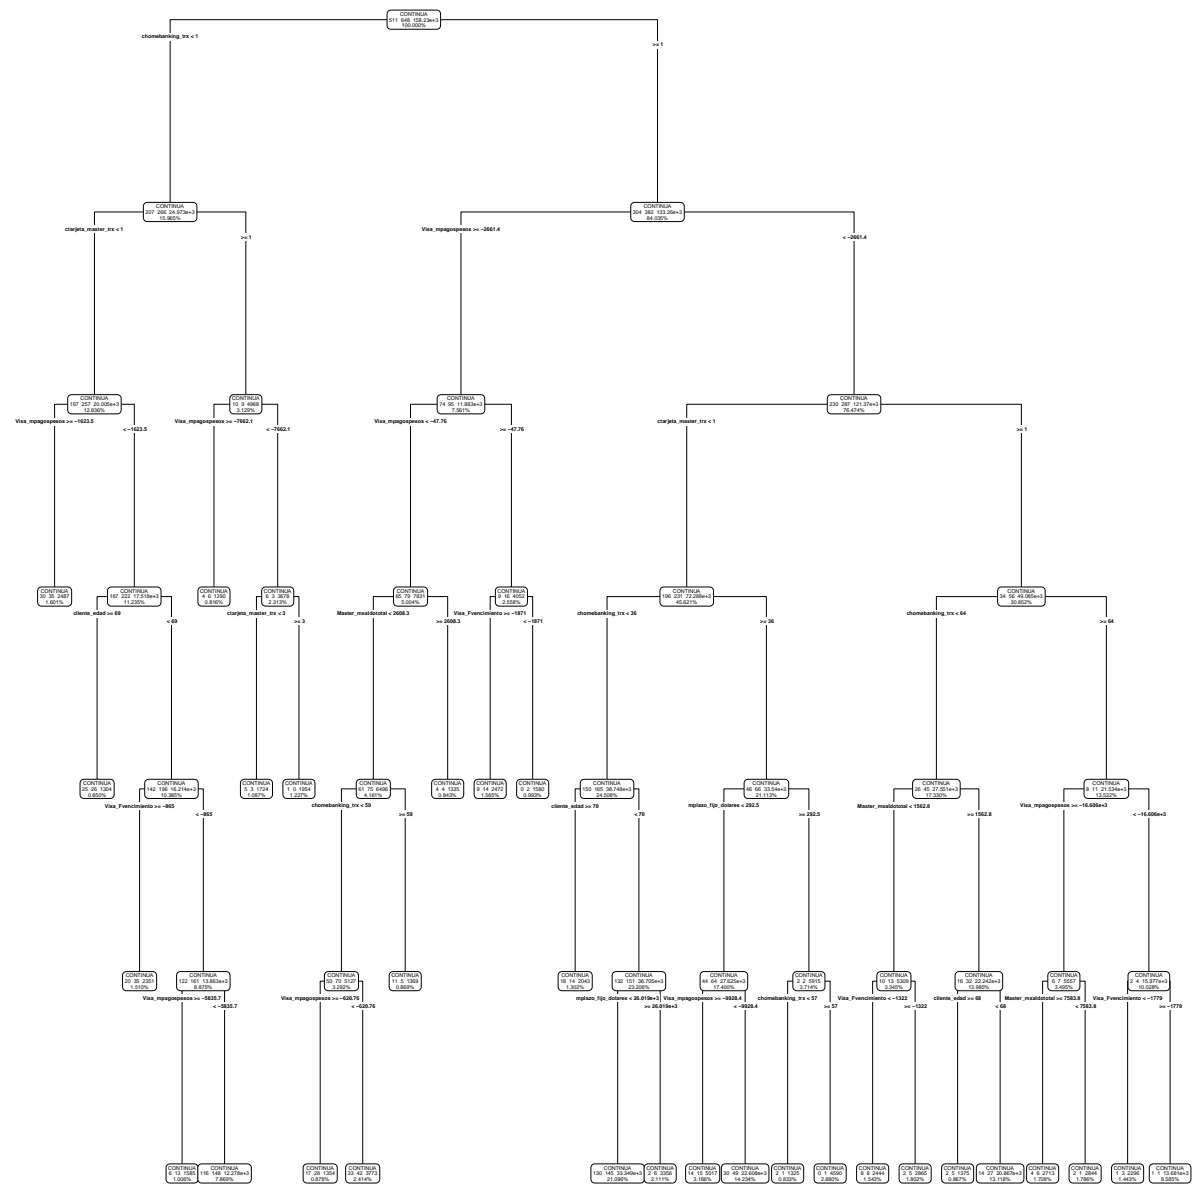 CONTINUA
511 648 158.23e+3
100.000%
chomebanking_trx < 1
>= 1
CONTINUA
207 266 24.973e+3
15.965%
CONTINUA
304 382 133.26e+3
84.035%
ctarjeta_master_trx < 1
>= 1
Visa_mpagospesos >= −2661.4
< −2661.4
CONTINUA
197 257 20.005e+3
12.836%
CONTINUA
10 9 4968
3.129%
CONTINUA
74 95 11.883e+3
7.561%
CONTINUA
230 287 121.37e+3
76.474%
Visa_mpagospesos >= −1623.5
< −1623.5
Visa_mpagospesos >= −7662.1
< −7662.1
Visa_mpagospesos < −47.76
>= −47.76
ctarjeta_master_trx < 1
>= 1
CONTINUA
30 35 2487
1.601%
CONTINUA
167 222 17.518e+3
11.235%
CONTINUA
4 6 1290
0.816%
CONTINUA
6 3 3678
2.313%
CONTINUA
65 79 7831
5.004%
CONTINUA
9 16 4052
2.558%
CONTINUA
196 231 72.288e+3
45.621%
CONTINUA
34 56 49.085e+3
30.852%
cliente_edad >= 69
< 69
ctarjeta_master_trx < 3
>= 3
Master_msaldototal < 2608.3
>= 2608.3
Visa_Fvencimiento >= −1871
< −1871
chomebanking_trx < 36
>= 36
chomebanking_trx < 64
>= 64
CONTINUA
25 26 1304
0.850%
CONTINUA
142 196 16.214e+3
10.385%
CONTINUA
5 3 1724
1.087%
CONTINUA
1 0 1954
1.227%
CONTINUA
61 75 6496
4.161%
CONTINUA
4 4 1335
0.843%
CONTINUA
9 14 2472
1.565%
CONTINUA
0 2 1580
0.993%
CONTINUA
150 165 38.748e+3
24.508%
CONTINUA
46 66 33.54e+3
21.113%
CONTINUA
26 45 27.551e+3
17.330%
CONTINUA
8 11 21.534e+3
13.522%
Visa_Fvencimiento >= −865
< −865
chomebanking_trx < 59
>= 59
cliente_edad >= 70
< 70
mplazo_fijo_dolares < 292.5
>= 292.5
Master_msaldototal < 1562.8
>= 1562.8
Visa_mpagospesos >= −16.606e+3
< −16.606e+3
CONTINUA
20 35 2351
1.510%
CONTINUA
122 161 13.863e+3
8.875%
CONTINUA
50 70 5127
3.292%
CONTINUA
11 5 1369
0.869%
CONTINUA
18 14 2043
1.302%
CONTINUA
132 151 36.705e+3
23.206%
CONTINUA
44 64 27.625e+3
17.400%
CONTINUA
2 2 5915
3.714%
CONTINUA
10 13 5309
3.345%
CONTINUA
16 32 22.242e+3
13.985%
CONTINUA
6 7 5557
3.495%
CONTINUA
2 4 15.977e+3
10.028%
Visa_mpagospesos >= −5835.7
< −5835.7
Visa_mpagospesos >= −620.76
< −620.76
mplazo_fijo_dolares < 26.019e+3
>= 26.019e+3
Visa_mpagospesos >= −9928.4
< −9928.4
chomebanking_trx < 57
>= 57
Visa_Fvencimiento < −1322
>= −1322
cliente_edad >= 68
< 68
Master_msaldototal >= 7583.8
< 7583.8
Visa_Fvencimiento < −1779
>= −1779
CONTINUA
6 13 1585
1.006%
CONTINUA
116 148 12.278e+3
7.869%
CONTINUA
17 28 1354
0.878%
CONTINUA
33 42 3773
2.414%
CONTINUA
130 145 33.349e+3
21.096%
CONTINUA
2 6 3356
2.111%
CONTINUA
14 15 5017
3.166%
CONTINUA
30 49 22.608e+3
14.234%
CONTINUA
2 1 1325
0.833%
CONTINUA
0 1 4590
2.880%
CONTINUA
8 8 2444
1.543%
CONTINUA
2 5 2865
1.802%
CONTINUA
2 5 1375
0.867%
CONTINUA
14 27 20.867e+3
13.118%
CONTINUA
4 6 2713
1.708%
CONTINUA
2 1 2844
1.786%
CONTINUA
1 3 2296
1.443%
CONTINUA
1 1 13.681e+3
8.585%